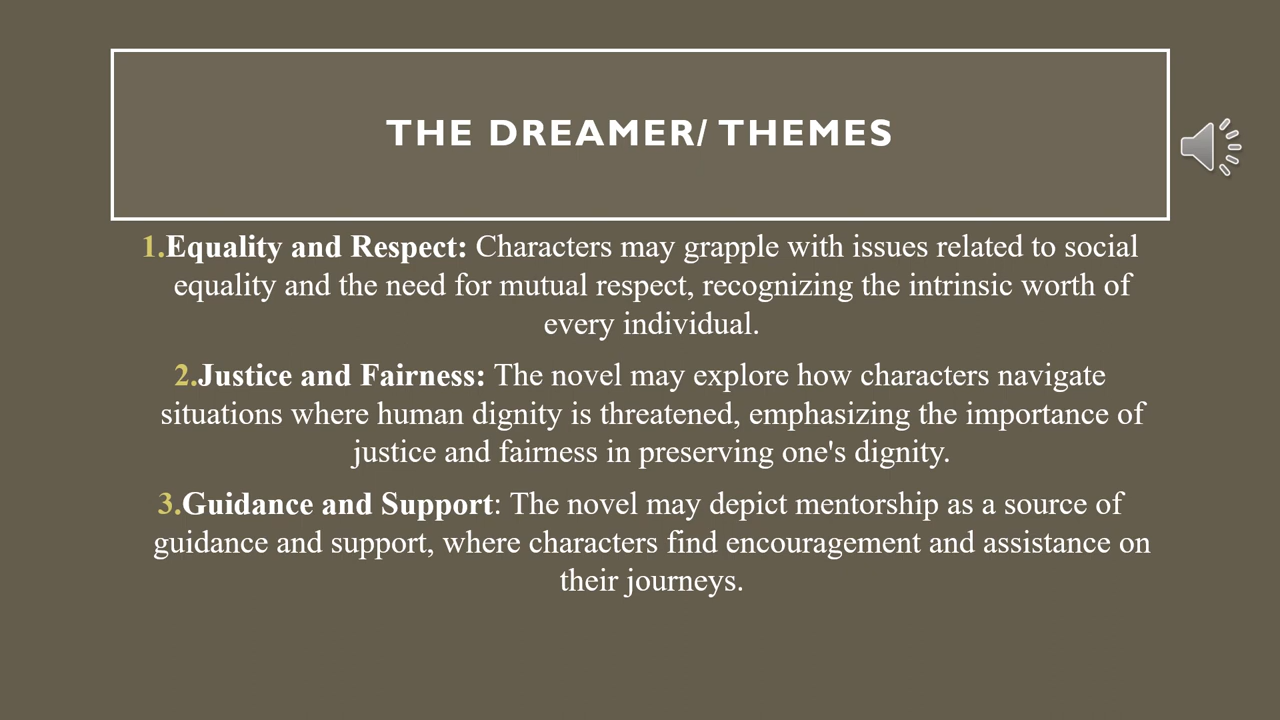 THE DREAMER/ THEMES
1.Equality and Respect: Characters may grapple with issues related to social
equality and the need for mutual respect, recognizing the intrinsic worth of
every individual.
2.Justice and Fairness: The novel may explore how characters navigate
situations where human dignity is threatened, emphasizing the importance of
justice and fairness in preserving one's dignity.
3.Guidance and Support: The novel may depict mentorship as a source of
guidance and support, where characters find encouragement and assistance on
their journeys.